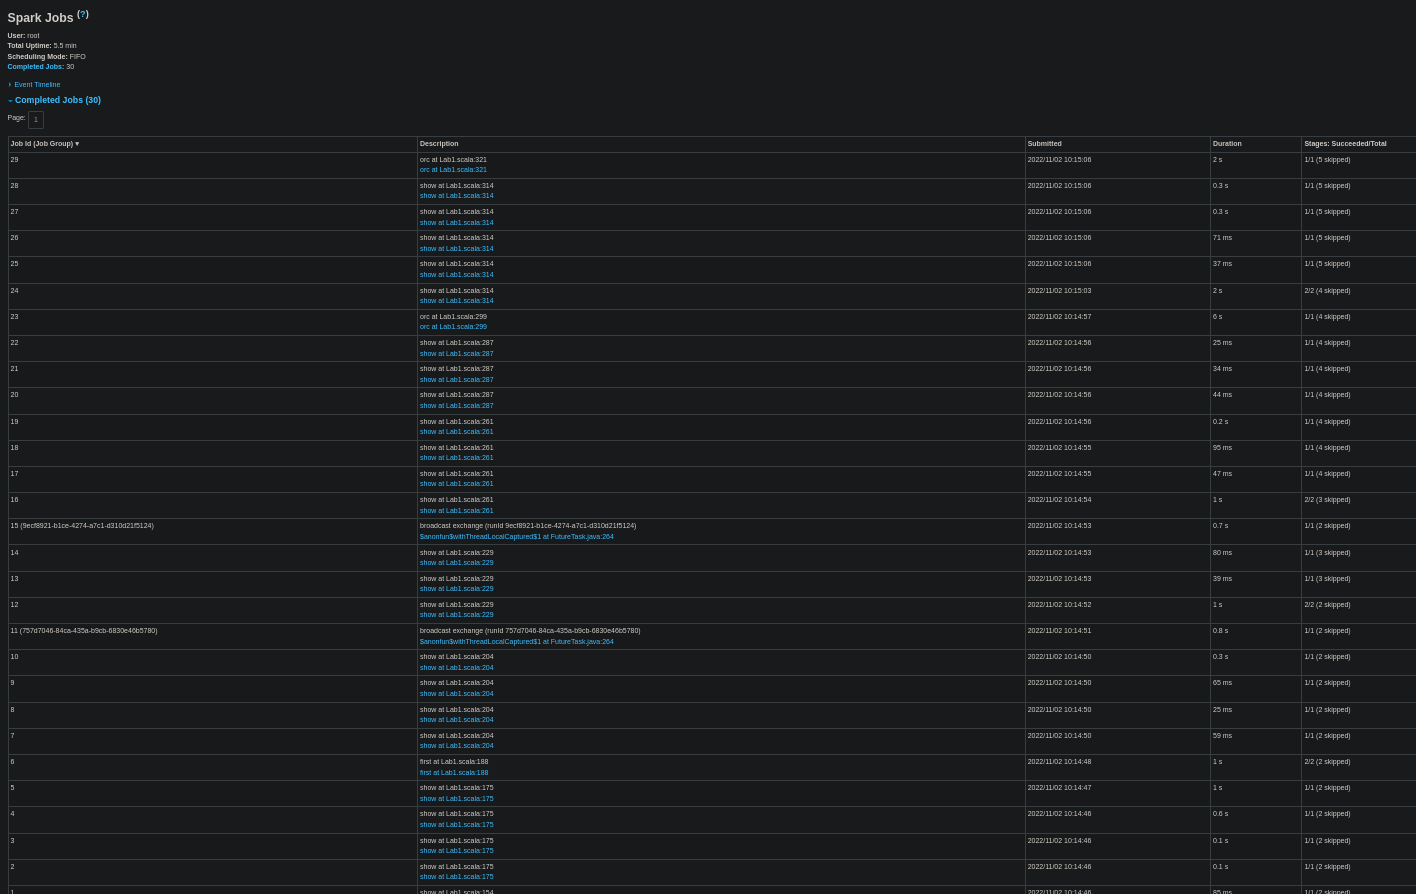 Spark Jobs (?)
User: root
Total Uptime: 5.5 min
Scheduling Mode: FIFO
Completed Jobs: 30
Event Timeline
Completed Jobs (30)
Page: 1
Job Id (Job Group) ▾ Description Submitted Duration Stages: Succeeded/Total
29 orc at Lab1.scala:321 2022/11/02 10:15:06 2 s 1/1 (5 skipped)
orc at Lab1.scala:321
28 show at Lab1.scala:314 2022/11/02 10:15:06 0.3 s 1/1 (5 skipped)
show at Lab1.scala:314
27 show at Lab1.scala:314 2022/11/02 10:15:06 0.3 s 1/1 (5 skipped)
show at Lab1.scala:314
26 show at Lab1.scala:314 2022/11/02 10:15:06 71 ms 1/1 (5 skipped)
show at Lab1.scala:314
25 show at Lab1.scala:314 2022/11/02 10:15:06 37 ms 1/1 (5 skipped)
show at Lab1.scala:314
24 show at Lab1.scala:314 2022/11/02 10:15:03 2 s 2/2 (4 skipped)
show at Lab1.scala:314
23 orc at Lab1.scala:299 2022/11/02 10:14:57 6 s 1/1 (4 skipped)
orc at Lab1.scala:299
22 show at Lab1.scala:287 2022/11/02 10:14:56 25 ms 1/1 (4 skipped)
show at Lab1.scala:287
21 show at Lab1.scala:287 2022/11/02 10:14:56 34 ms 1/1 (4 skipped)
show at Lab1.scala:287
20 show at Lab1.scala:287 2022/11/02 10:14:56 44 ms 1/1 (4 skipped)
show at Lab1.scala:287
19 show at Lab1.scala:261 2022/11/02 10:14:56 0.2 s 1/1 (4 skipped)
show at Lab1.scala:261
18 show at Lab1.scala:261 2022/11/02 10:14:55 95 ms 1/1 (4 skipped)
show at Lab1.scala:261
17 show at Lab1.scala:261 2022/11/02 10:14:55 47 ms 1/1 (4 skipped)
show at Lab1.scala:261
16 show at Lab1.scala:261 2022/11/02 10:14:54 1 s 2/2 (3 skipped)
show at Lab1.scala:261
15 (9ecf8921-b1ce-4274-a7c1-d310d21f5124) broadcast exchange (runId 9ecf8921-b1ce-4274-a7c1-d310d21f5124) 2022/11/02 10:14:53 0.7 s 1/1 (2 skipped)
$anonfun$withThreadLocalCaptured$1 at FutureTask.java:264
14 show at Lab1.scala:229 2022/11/02 10:14:53 80 ms 1/1 (3 skipped)
show at Lab1.scala:229
13 show at Lab1.scala:229 2022/11/02 10:14:53 39 ms 1/1 (3 skipped)
show at Lab1.scala:229
12 show at Lab1.scala:229 2022/11/02 10:14:52 1 s 2/2 (2 skipped)
show at Lab1.scala:229
11 (757d7046-84ca-435a-b9cb-6830e46b5780) broadcast exchange (runId 757d7046-84ca-435a-b9cb-6830e46b5780) 2022/11/02 10:14:51 0.8 s 1/1 (2 skipped)
$anonfun$withThreadLocalCaptured$1 at FutureTask.java:264
10 show at Lab1.scala:204 2022/11/02 10:14:50 0.3 s 1/1 (2 skipped)
show at Lab1.scala:204
9 show at Lab1.scala:204 2022/11/02 10:14:50 65 ms 1/1 (2 skipped)
show at Lab1.scala:204
8 show at Lab1.scala:204 2022/11/02 10:14:50 25 ms 1/1 (2 skipped)
show at Lab1.scala:204
7 show at Lab1.scala:204 2022/11/02 10:14:50 59 ms 1/1 (2 skipped)
show at Lab1.scala:204
6 first at Lab1.scala:188 2022/11/02 10:14:48 1 s 2/2 (2 skipped)
first at Lab1.scala:188
5 show at Lab1.scala:175 2022/11/02 10:14:47 1 s 1/1 (2 skipped)
show at Lab1.scala:175
4 show at Lab1.scala:175 2022/11/02 10:14:46 0.6 s 1/1 (2 skipped)
show at Lab1.scala:175
3 show at Lab1.scala:175 2022/11/02 10:14:46 0.1 s 1/1 (2 skipped)
show at Lab1.scala:175
2 show at Lab1.scala:175 2022/11/02 10:14:46 0.1 s 1/1 (2 skipped)
show at Lab1.scala:175
1 show at Lab1.scala:154 2022/11/02 10:14:46 85 ms 1/1 (2 skipped)